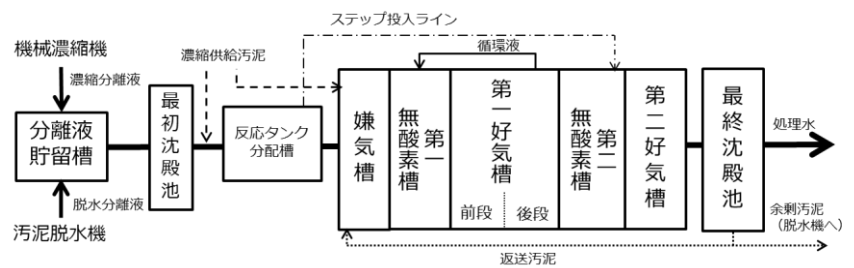 ステップ投入ライン
機械濃縮機
濃縮供給汚泥
循環液
濃縮分離液
分離液
貯留槽
最初沈殿池
反応タンク
分配槽
嫌気槽
第一
無酸素槽
第一好気槽
前段
後段
第二
無酸素槽
第二好気槽
最終沈殿池
処理水
脱水分離液
汚泥脱水機
余剰汚泥
（脱水機へ）
返送汚泥